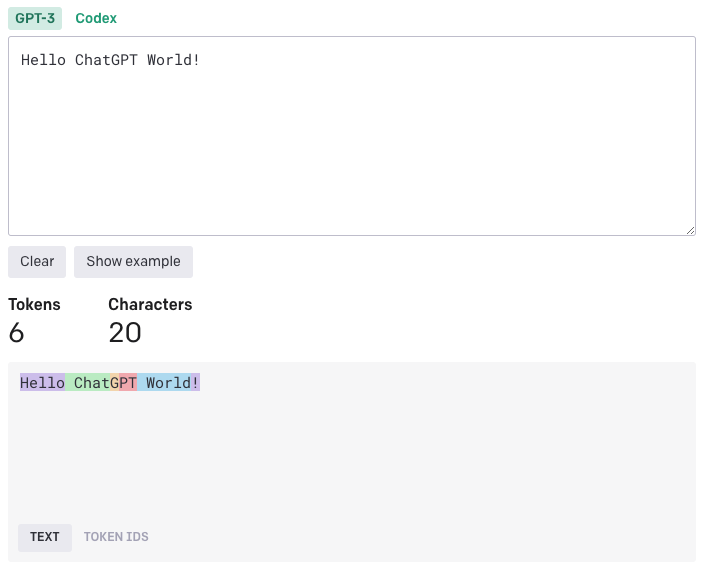 GPT-3 Codex
Hello ChatGPT World!
Clear Show example
Tokens Characters
6 20
Hello ChatGPT World!
TEXT TOKEN IDS